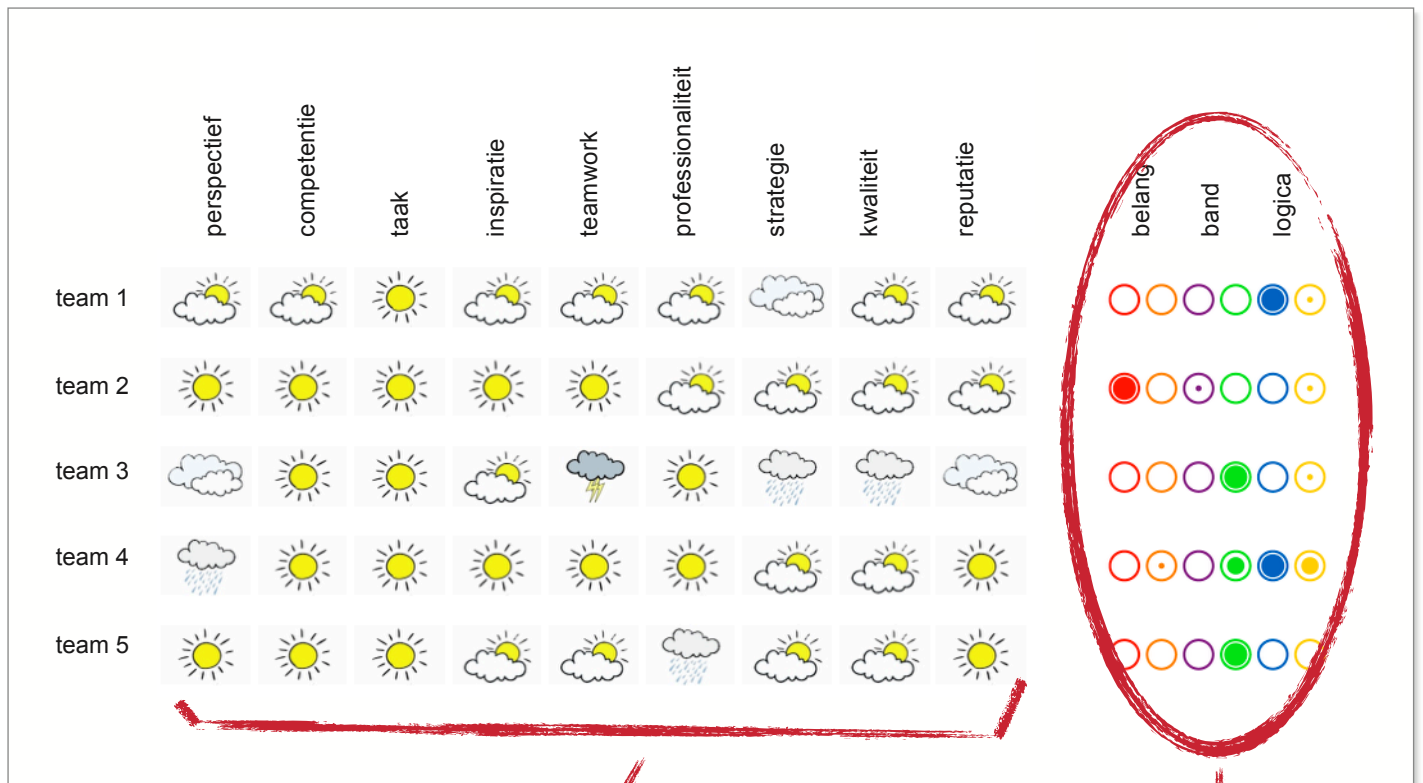 perspectief
competentie
taak
inspiratie
teamwork
professionaliteit
strategie
kwaliteit
reputatie
belang
band
logica
team 1
team 2
team 3
team 4
team 5